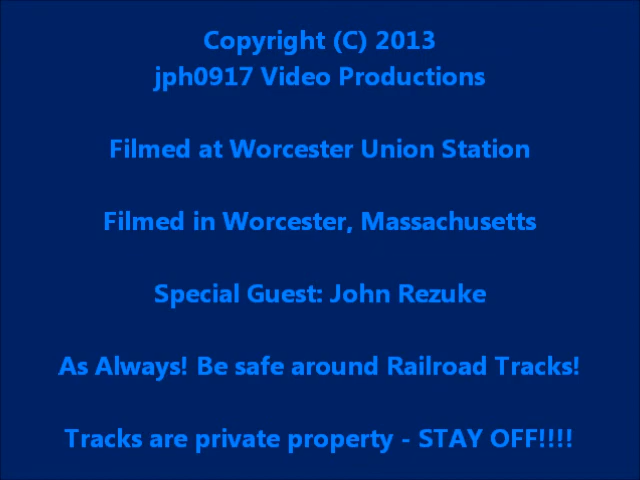 Copyright (C) 2013
jph0917 Video Productions
Filmed at Worcester Union Station
Filmed in Worcester, Massachusetts
Special Guest: John Rezuke
As Always! Be safe around Railroad Tracks!
Tracks are private property - STAY OFF!!!!